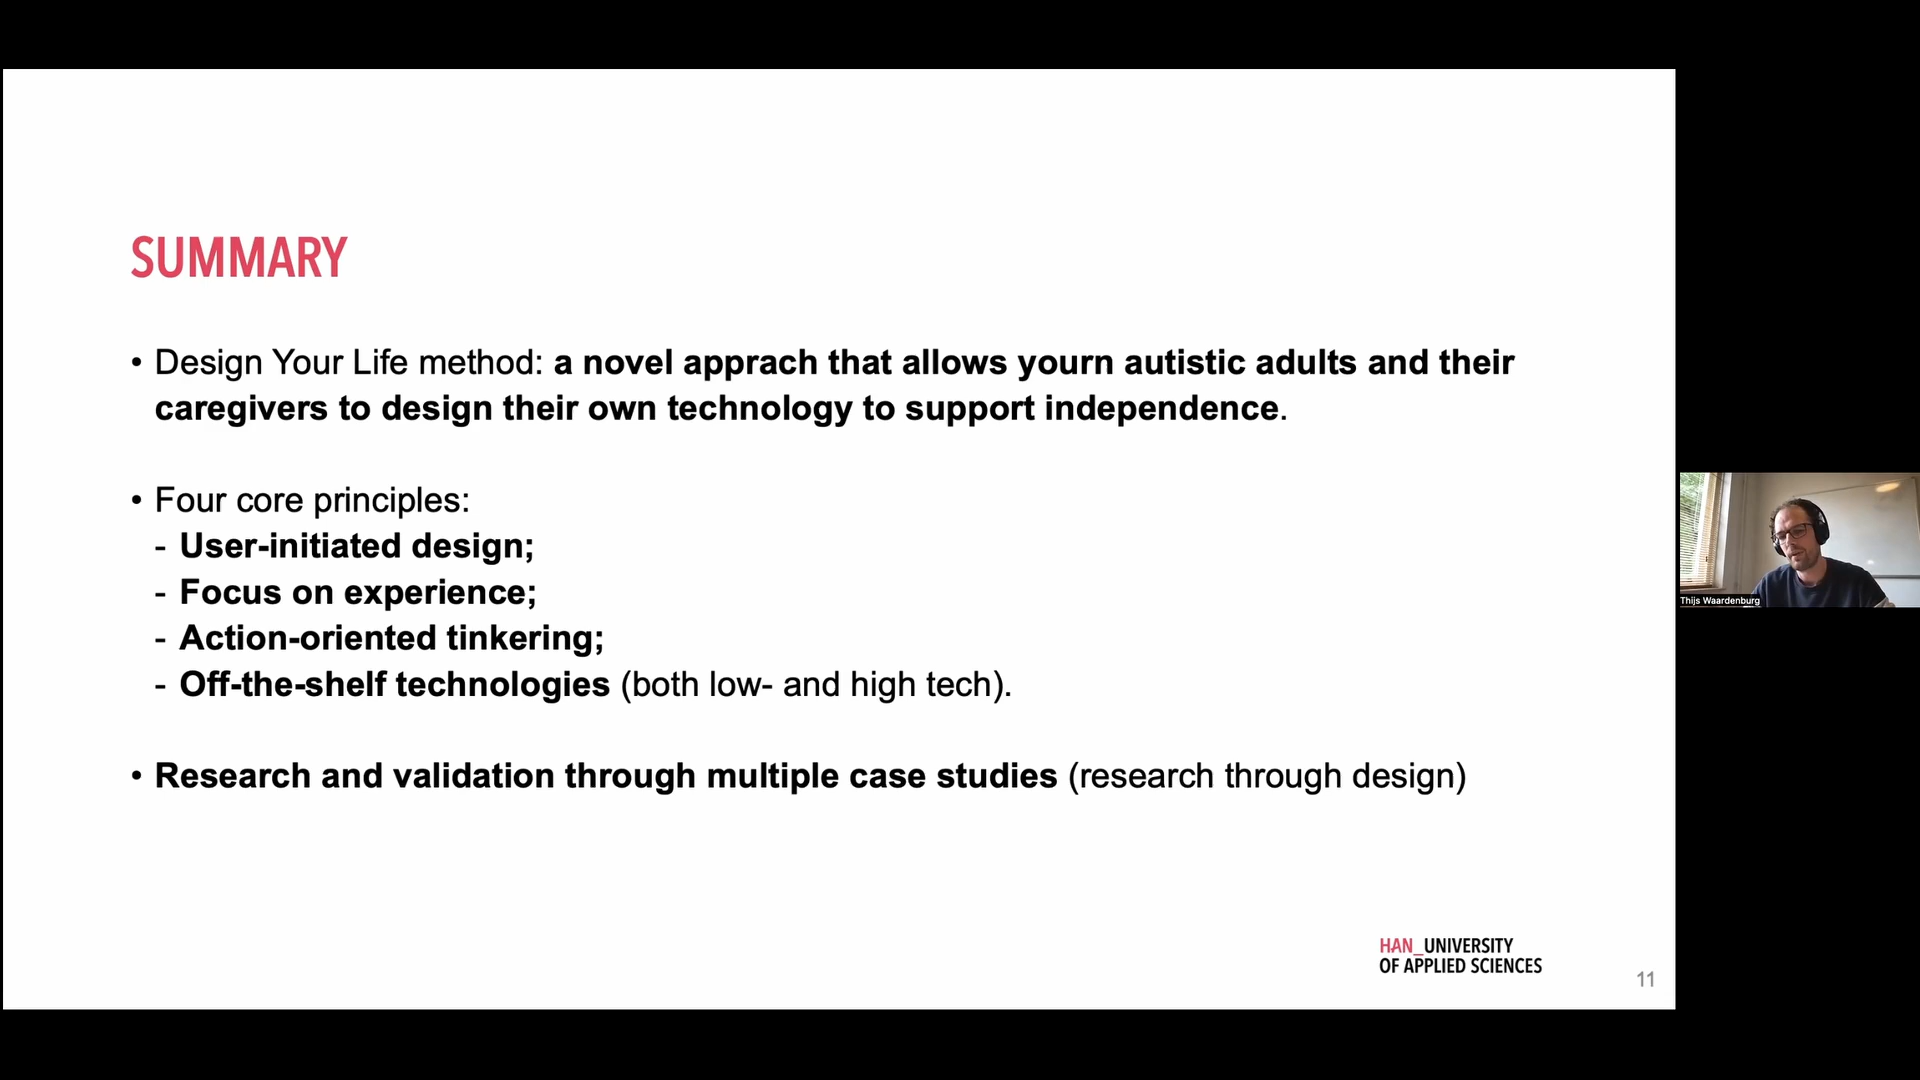 SUMMARY
• Design Your Life method: a novel apprach that allows yourn autistic adults and their
caregivers to design their own technology to support independence.
• Four core principles:
- User-initiated design;
- Focus on experience;
- Action-oriented tinkering;
- Off-the-shelf technologies (both low- and high tech).
• Research and validation through multiple case studies (research through design)
HAN_UNIVERSITY
OF APPLIED SCIENCES
11
Thijs Waardenburg